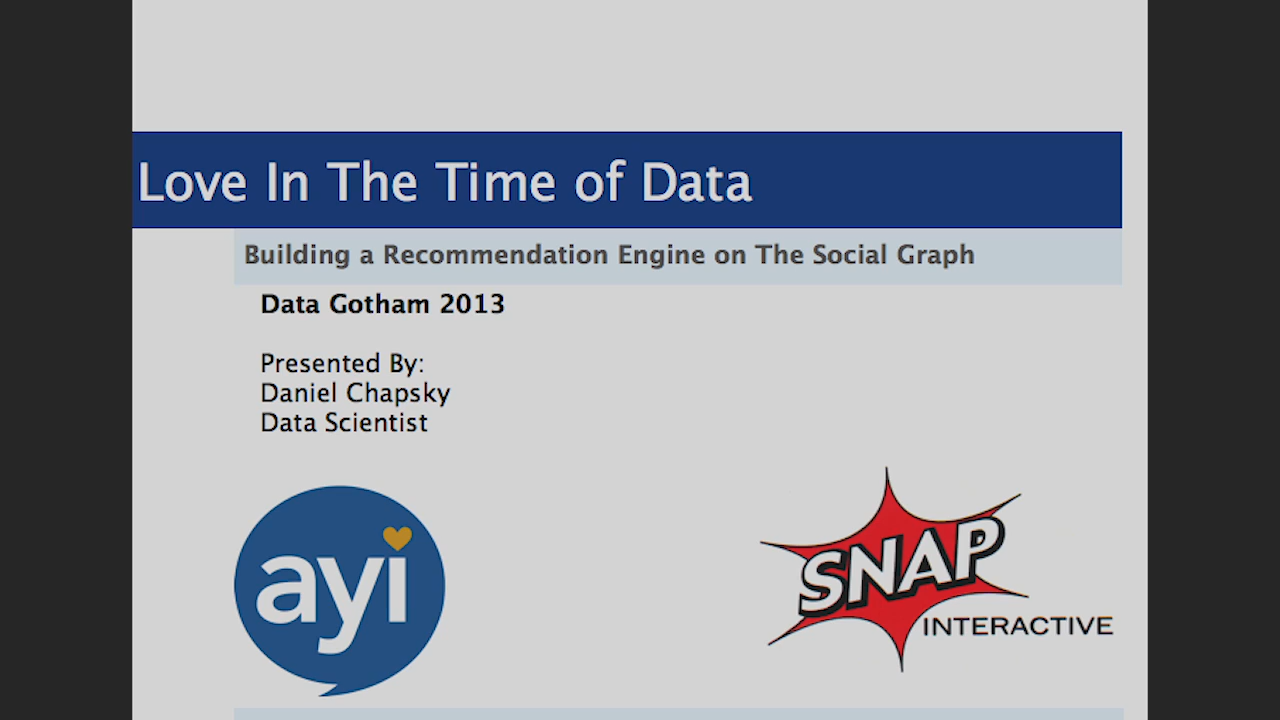 Love In The Time of Data
Building a Recommendation Engine on The Social Graph
Data Gotham 2013
Presented By:
Daniel Chapsky
Data Scientist
ayi
SNAP
INTERACTIVE